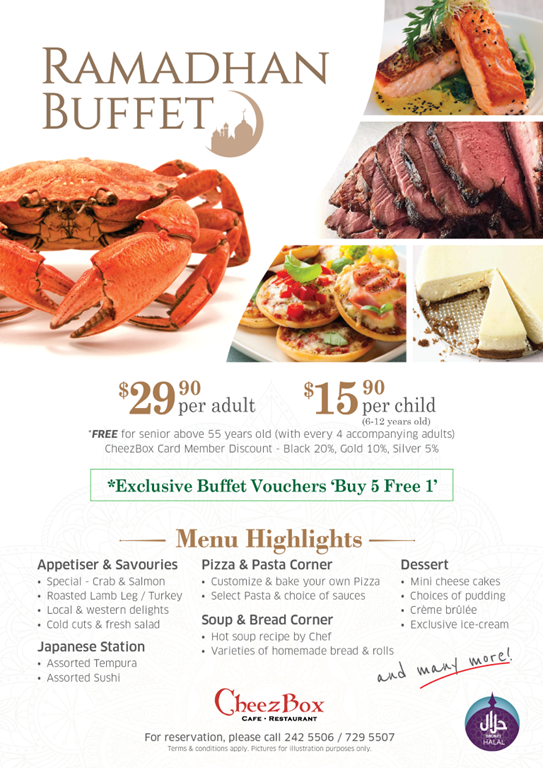 RAMADHAN
BUFFET
$29.90 per adult
$15.90 per child
(6-12 years old)
*FREE for senior above 55 years old (with every 4 accompanying adults)
CheezBox Card Member Discount - Black 20%, Gold 10%, Silver 5%
*Exclusive Buffet Vouchers ‘Buy 5 Free 1’
Menu Highlights
Appetiser & Savouries
• Special - Crab & Salmon
• Roasted Lamb Leg / Turkey
• Local & western delights
• Cold cuts & fresh salad
Japanese Station
• Assorted Tempura
• Assorted Sushi
Pizza & Pasta Corner
• Customize & bake your own Pizza
• Select Pasta & choice of sauces
Soup & Bread Corner
• Hot soup recipe by Chef
• Varieties of homemade bread & rolls
Dessert
• Mini cheese cakes
• Choices of pudding
• Crème brûlée
• Exclusive ice-cream
and many more!
CheezBox
CAFE • RESTAURANT
حلال
HALAL
For reservation, please call 242 5506 / 729 5507
Terms & conditions apply. Pictures for illustration purposes only.